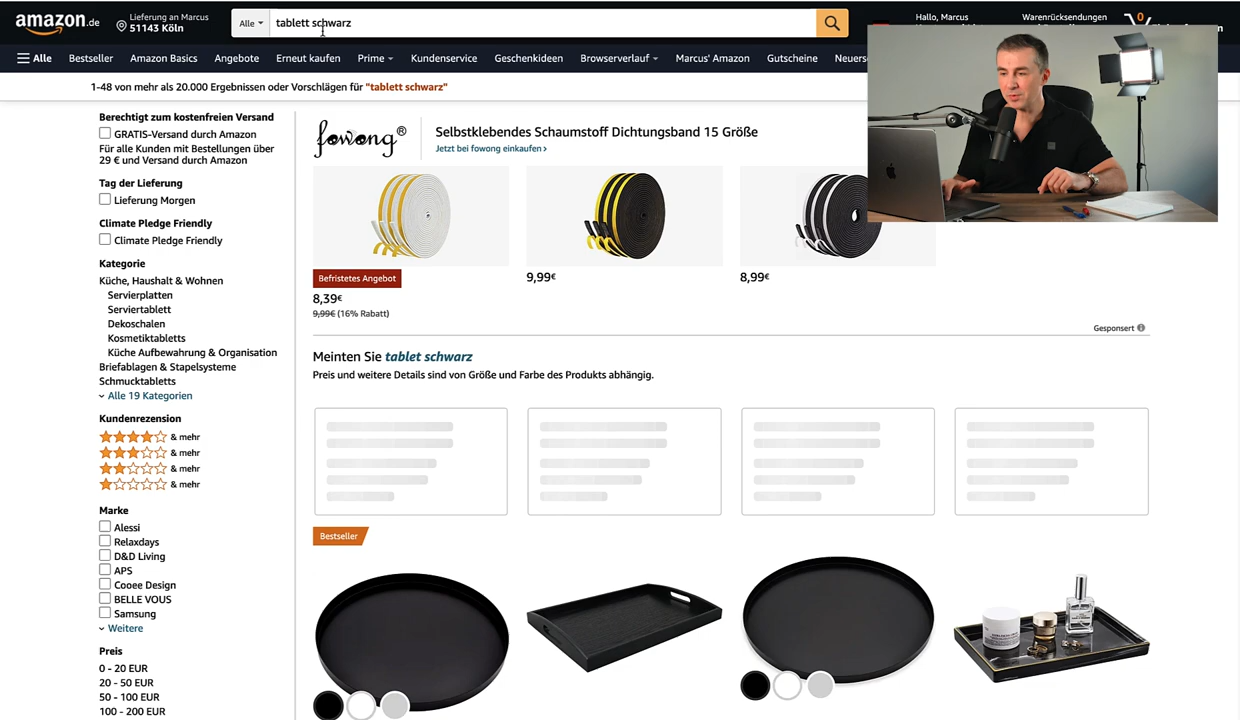 amazon.de
Lieferung an Marcus
51143 Köln
Alle
tablett schwarz
Hallo, Marcus
Warenrücksendungen
0
Alle
Bestseller
Amazon Basics
Angebote
Erneut kaufen
Prime
Kundenservice
Geschenkideen
Browserverlauf
Marcus' Amazon
Gutscheine
1-48 von mehr als 20.000 Ergebnissen oder Vorschlägen für "tablett schwarz"
Berechtigt zum kostenfreien Versand
GRATIS-Versand durch Amazon
Für alle Kunden mit Bestellungen über
29 € und Versand durch Amazon
Tag der Lieferung
Lieferung Morgen
Climate Pledge Friendly
Climate Pledge Friendly
Kategorie
Küche, Haushalt & Wohnen
Servierplatten
Serviertablett
Dekoschalen
Kosmetiktabletts
Küche Aufbewahrung & Organisation
Briefablagen & Stapelsysteme
Schmucktabletts
Alle 19 Kategorien
Kundenrezension
& mehr
& mehr
& mehr
& mehr
Marke
Alessi
Relaxdays
D&D Living
APS
Cooee Design
BELLE VOUS
Samsung
Weitere
Preis
0 - 20 EUR
20 - 50 EUR
50 - 100 EUR
100 - 200 EUR
fowong®
Selbstklebendes Schaumstoff Dichtungsband 15 Größe
Jetzt bei fowong einkaufen
Befristetes Angebot
8,39€
9,99€ (16% Rabatt)
9,99€
8,99€
Gesponsert
Meinten Sie tablet schwarz
Preis und weitere Details sind von Größe und Farbe des Produkts abhängig.
Bestseller